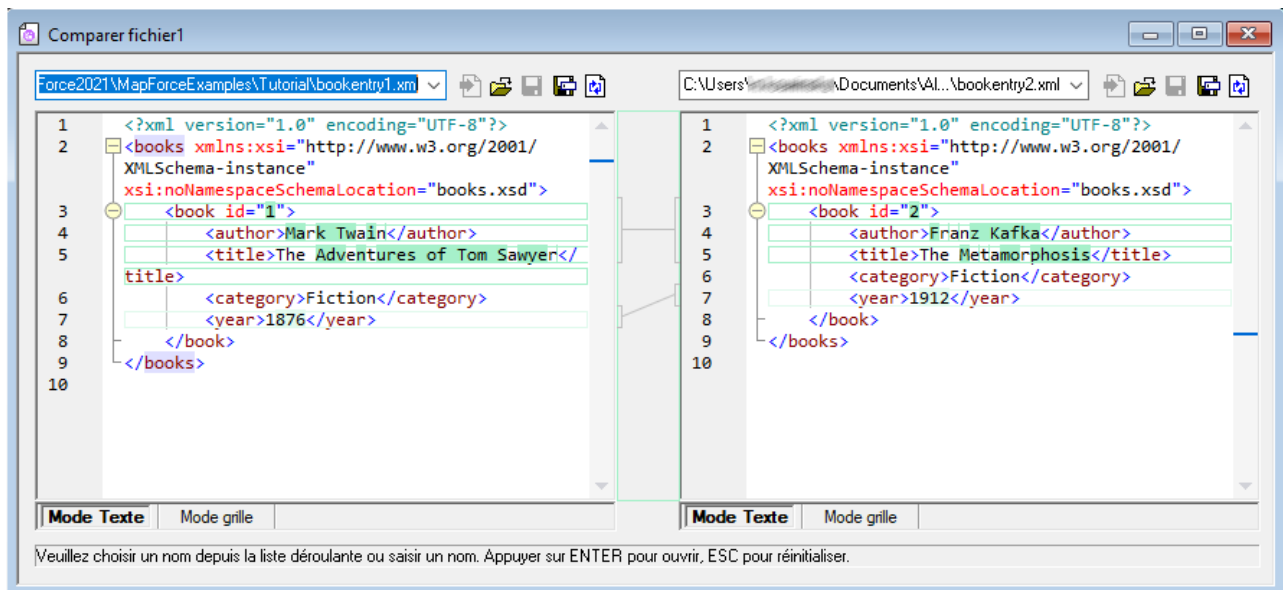 Comparer fichier1
Force2021\MapForceExamples\Tutorial\bookentry1.xml
C:\Users\ \Documents\Al...\bookentry2.xml
1 <?xml version="1.0" encoding="UTF-8"?>
2 <books xmlns:xsi="http://www.w3.org/2001/
XMLSchema-instance"
xsi:noNamespaceSchemaLocation="books.xsd">
3 <book id="1">
4 <author>Mark Twain</author>
5 <title>The Adventures of Tom Sawyer</
title>
6 <category>Fiction</category>
7 <year>1876</year>
8 </book>
9 </books>
10
Mode Texte Mode grille
1 <?xml version="1.0" encoding="UTF-8"?>
2 <books xmlns:xsi="http://www.w3.org/2001/
XMLSchema-instance"
xsi:noNamespaceSchemaLocation="books.xsd">
3 <book id="2">
4 <author>Franz Kafka</author>
5 <title>The Metamorphosis</title>
6 <category>Fiction</category>
7 <year>1912</year>
8 </book>
9 </books>
10
Mode Texte Mode grille
Veuillez choisir un nom depuis la liste déroulante ou saisir un nom. Appuyer sur ENTER pour ouvrir, ESC pour réinitialiser.